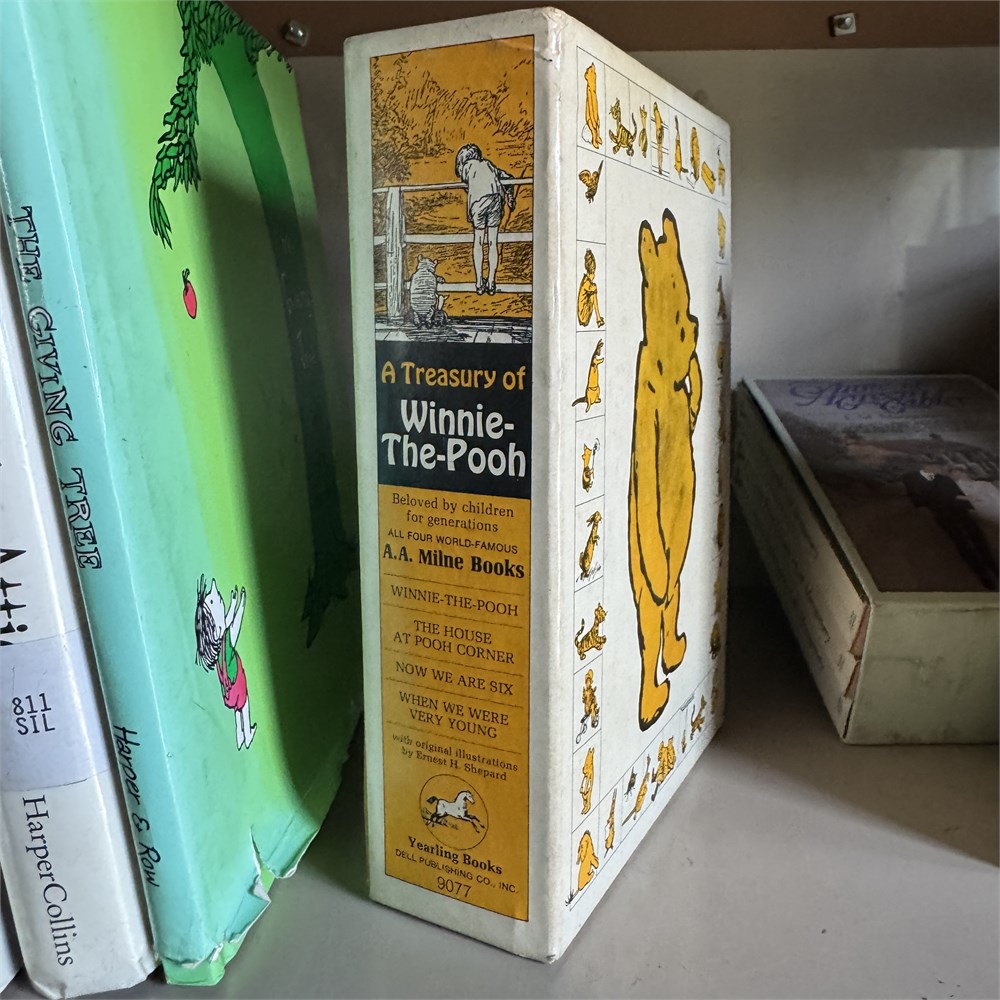 THE GIVING TREE
Harper & Row
811
SIL
HarperCollins
A Treasury of
Winnie-
The-Pooh
Beloved by children
for generations
ALL FOUR WORLD-FAMOUS
A.A. Milne Books
WINNIE-THE-POOH
THE HOUSE
AT POOH CORNER
NOW WE ARE SIX
WHEN WE WERE
VERY YOUNG
with original illustrations
by Ernest H. Shepard
Yearling Books
DELL PUBLISHING CO., INC.
9077